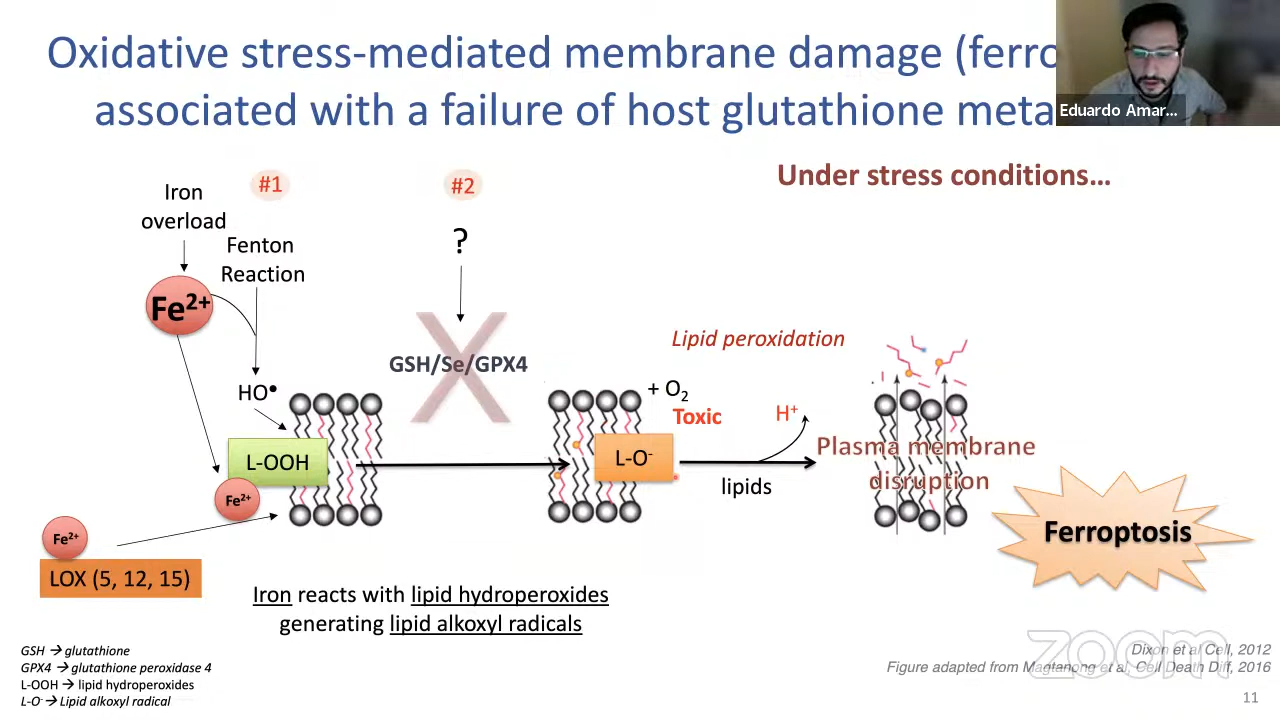 Oxidative stress-mediated membrane damage (ferro
associated with a failure of host glutathione meta
Eduardo Amar...
Under stress conditions…
#1
#2
Iron
overload
Fenton
Reaction
?
Fe2+
GSH/Se/GPX4
HO•
Lipid peroxidation
+ O2
Toxic
H+
L-OOH
L-O-
Plasma membrane
disruption
lipids
Fe2+
Fe2+
LOX (5, 12, 15)
Ferroptosis
Iron reacts with lipid hydroperoxides
generating lipid alkoxyl radicals
GSH → glutathione
GPX4 → glutathione peroxidase 4
L-OOH → lipid hydroperoxides
L-O- → Lipid alkoxyl radical
zoom
Dixon et al Cell, 2012
Figure adapted from Magtanong et al, Cell Death Diff, 2016
11